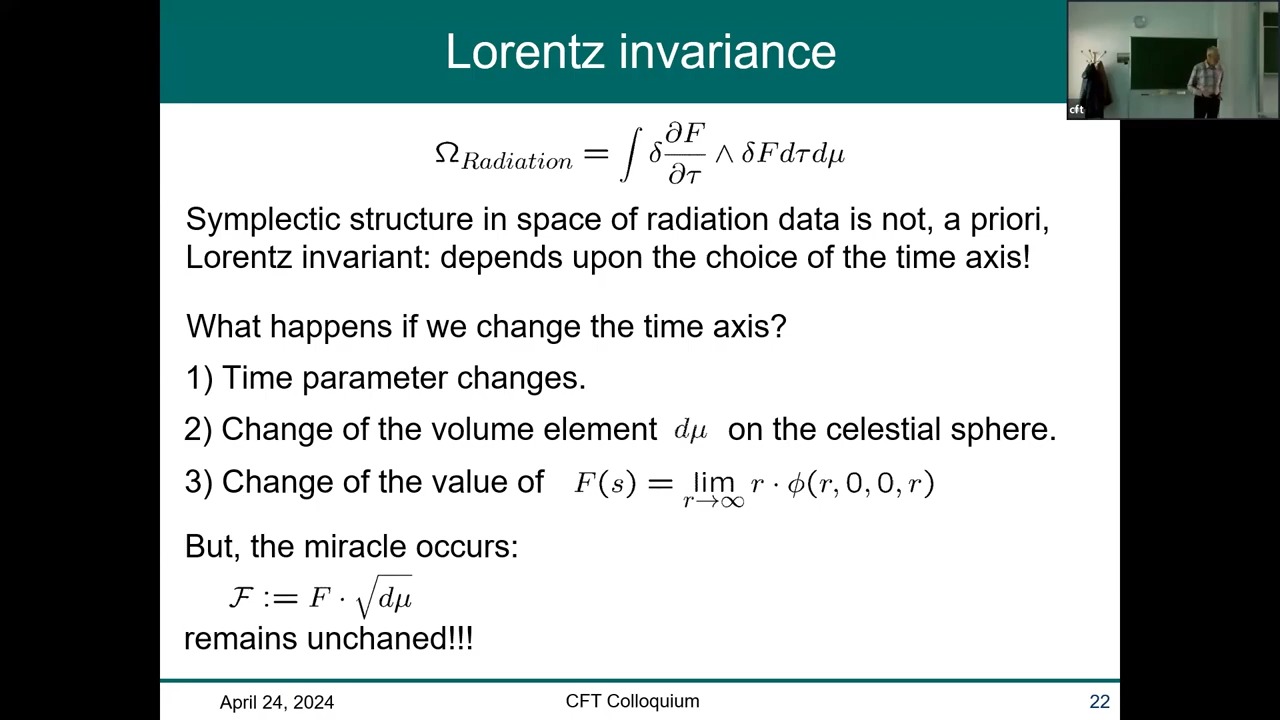 Lorentz invariance
cft
Ω_{Radiation} = ∫ δ ∂F/∂τ ∧ δF dτ dμ
Symplectic structure in space of radiation data is not, a priori,
Lorentz invariant: depends upon the choice of the time axis!
What happens if we change the time axis?
1) Time parameter changes.
2) Change of the volume element dμ on the celestial sphere.
3) Change of the value of F(s) = lim_{r→∞} r · ϕ(r, 0, 0, r)
But, the miracle occurs:
ℱ := F · √dμ
remains unchaned!!!
April 24, 2024 CFT Colloquium 22